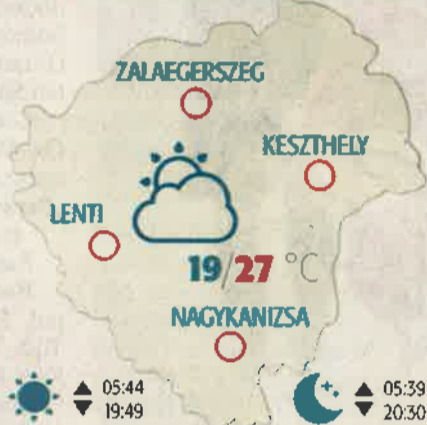 ZALAEGERSZEG
KESZTHELY
LENTI
19/27 °C
NAGYKANIZSA
05:44
19:49
05:39
20:30